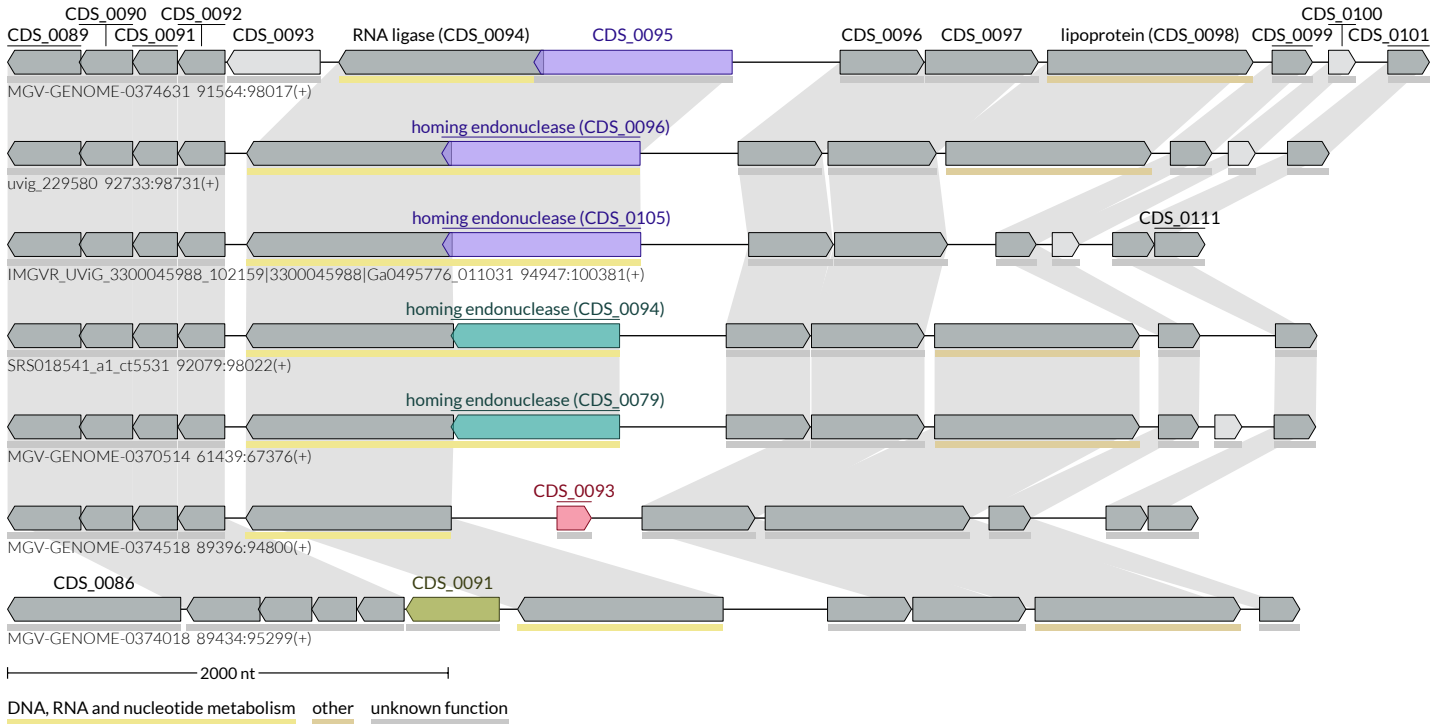 CDS_0090 CDS_0092 CDS_0100
CDS_0089 CDS_0091 CDS_0093 RNA ligase (CDS_0094) CDS_0095 CDS_0096 CDS_0097 lipoprotein (CDS_0098) CDS_0099 CDS_0101
MGV-GENOME-0374631 91564:98017(+)
homing endonuclease (CDS_0096)
uvig_229580 92733:98731(+)
homing endonuclease (CDS_0105) CDS_0111
IMGVR_UViG_3300045988_102159|3300045988|Ga0495776_011031 94947:100381(+)
homing endonuclease (CDS_0094)
SRS018541_a1_ct5531 92079:98022(+)
homing endonuclease (CDS_0079)
MGV-GENOME-0370514 61439:67376(+)
CDS_0093
MGV-GENOME-0374518 89396:94800(+)
CDS_0086 CDS_0091
MGV-GENOME-0374018 89434:95299(+)
2000 nt
DNA, RNA and nucleotide metabolism other unknown function